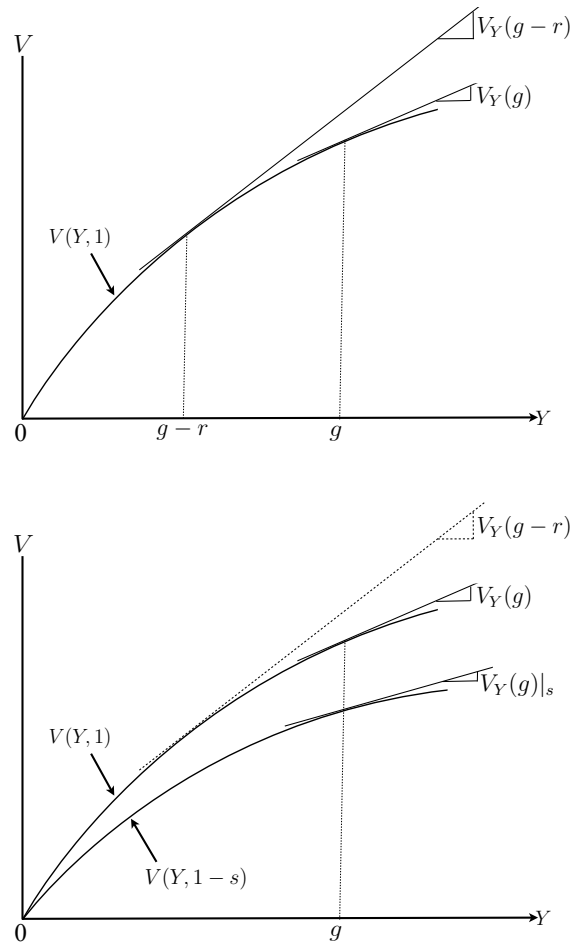 V
V_Y(g − r)
V_Y(g)
V(Y, 1)
0
g − r
g
Y
V
V_Y(g − r)
V_Y(g)
V_Y(g)|_s
V(Y, 1)
V(Y, 1 − s)
0
g
Y